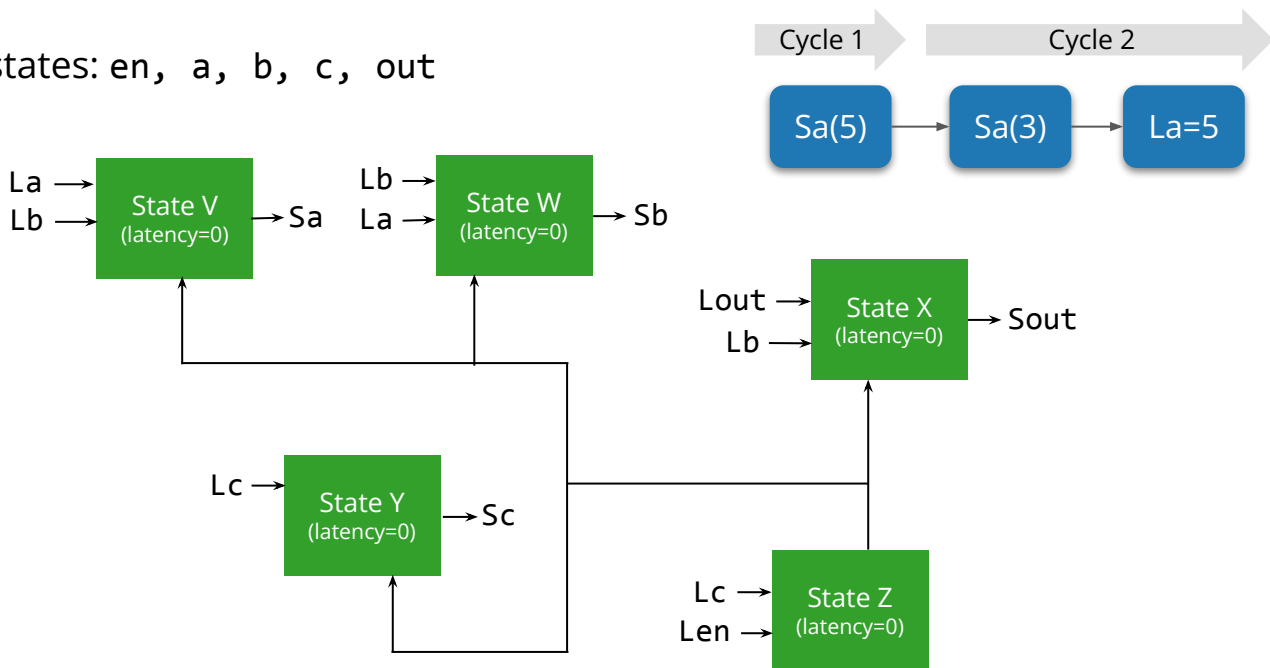 states: en, a, b, c, out
Cycle 1
Cycle 2
Sa(5)
Sa(3)
La=5
La
Lb
State V
(latency=0)
Sa
Lb
La
State W
(latency=0)
Sb
Lout
Lb
State X
(latency=0)
Sout
Lc
State Y
(latency=0)
Sc
Lc
Len
State Z
(latency=0)